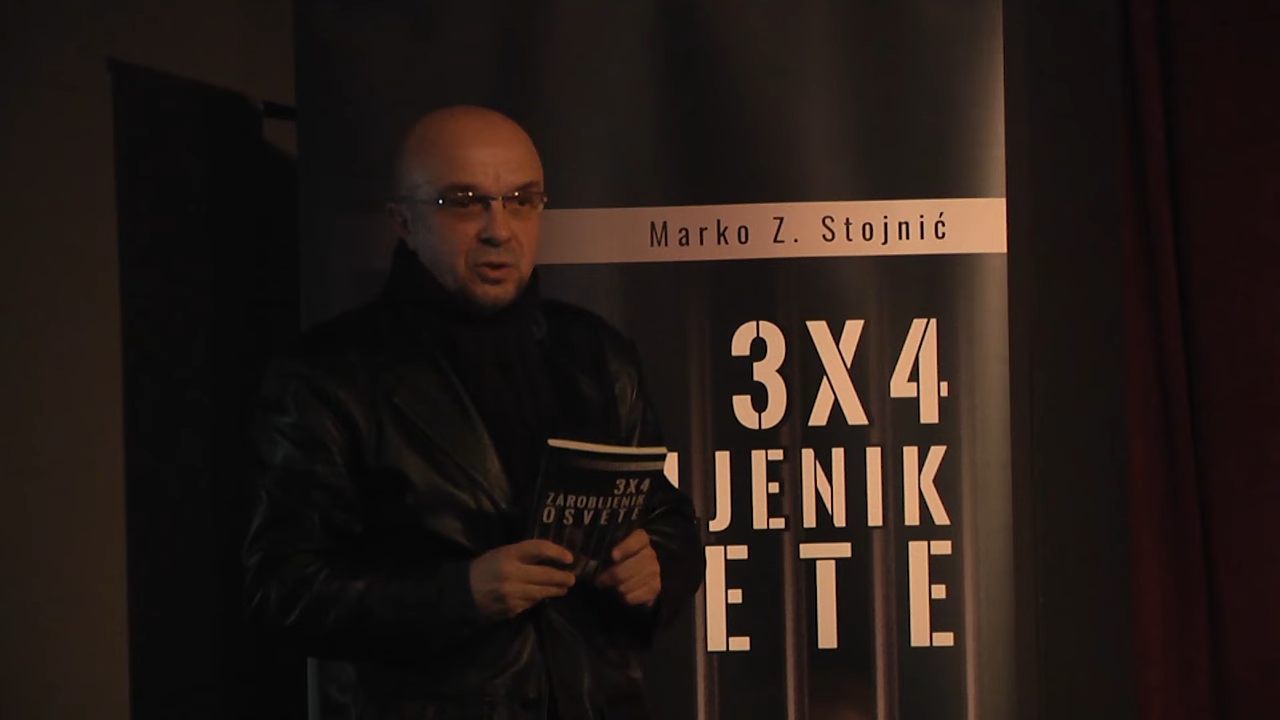 Marko Z. Stojnić
3X4
JENIK
ETE
3X4
ZAROBLJENIK
OSVETE